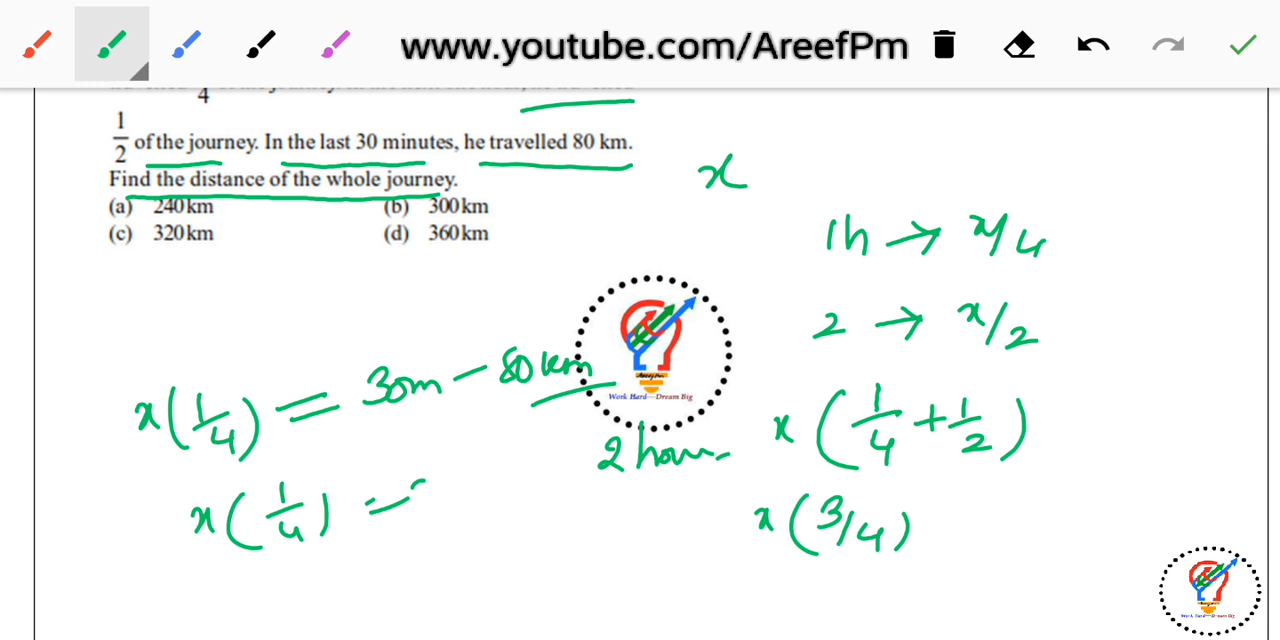 www.youtube.com/AreefPm
4
1
2 of the journey. In the last 30 minutes, he travelled 80 km.
Find the distance of the whole journey.
(a) 240 km (b) 300 km
(c) 320 km (d) 360 km
x
1h → x/4
2 → x/2
x(1/4) = 30m - 80km
Work Hard---Dream Big
2 hour-
x(1/4 + 1/2)
x(1/4) =
x(3/4)